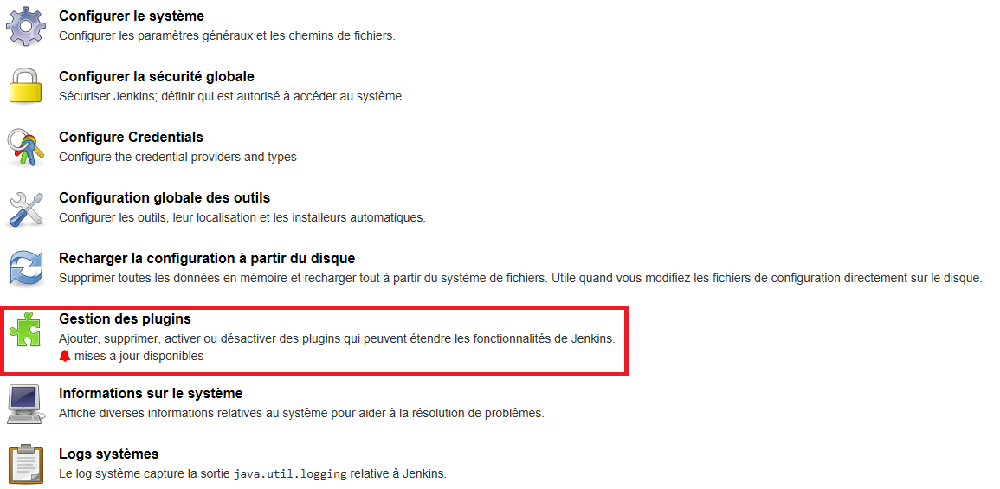 Configurer le système
Configurer les paramètres généraux et les chemins de fichiers.
Configurer la sécurité globale
Sécuriser Jenkins; définir qui est autorisé à accéder au système.
Configure Credentials
Configure the credential providers and types
Configuration globale des outils
Configurer les outils, leur localisation et les installeurs automatiques.
Recharger la configuration à partir du disque
Supprimer toutes les données en mémoire et recharger tout à partir du système de fichiers. Utile quand vous modifiez les fichiers de configuration directement sur le disque.
Gestion des plugins
Ajouter, supprimer, activer ou désactiver des plugins qui peuvent étendre les fonctionnalités de Jenkins.
mises à jour disponibles
Informations sur le système
Affiche diverses informations relatives au système pour aider à la résolution de problêmes.
Logs systèmes
Le log système capture la sortie java.util.logging relative à Jenkins.